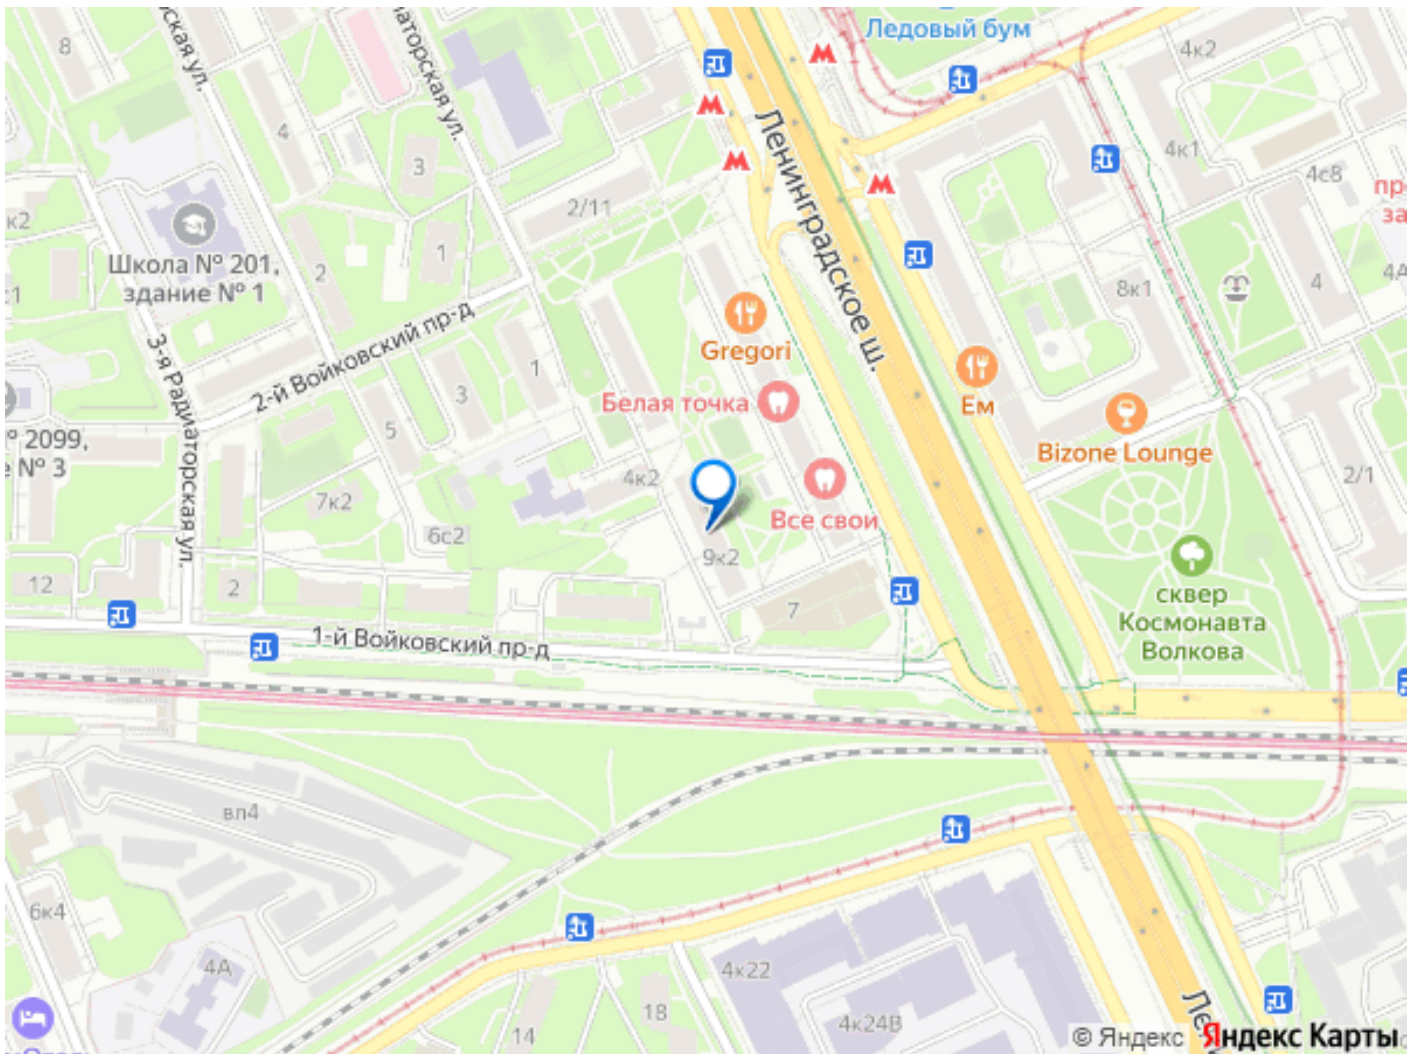 Ледовый бум
8
4к2
4
3
Ленинградское ш.
4к1
4с8
2/11
к2
Школа № 201,
здание № 1
2
1
4А
8к1
4
с1
Gregori
2-й Войковский пр-д
3-я Радиаторская ул.
1
3
Ем
Белая точка
5
Bizone Lounge
№ 2099,
№ 3
2/1
4к2
7к2
Все свои
6с2
9к2
12
2
7
сквер
Космонавта
Волкова
1-й Войковский пр-д
вл4
6к4
4А
4к22
18
14
4к24В
© Яндекс Яндекс Карты